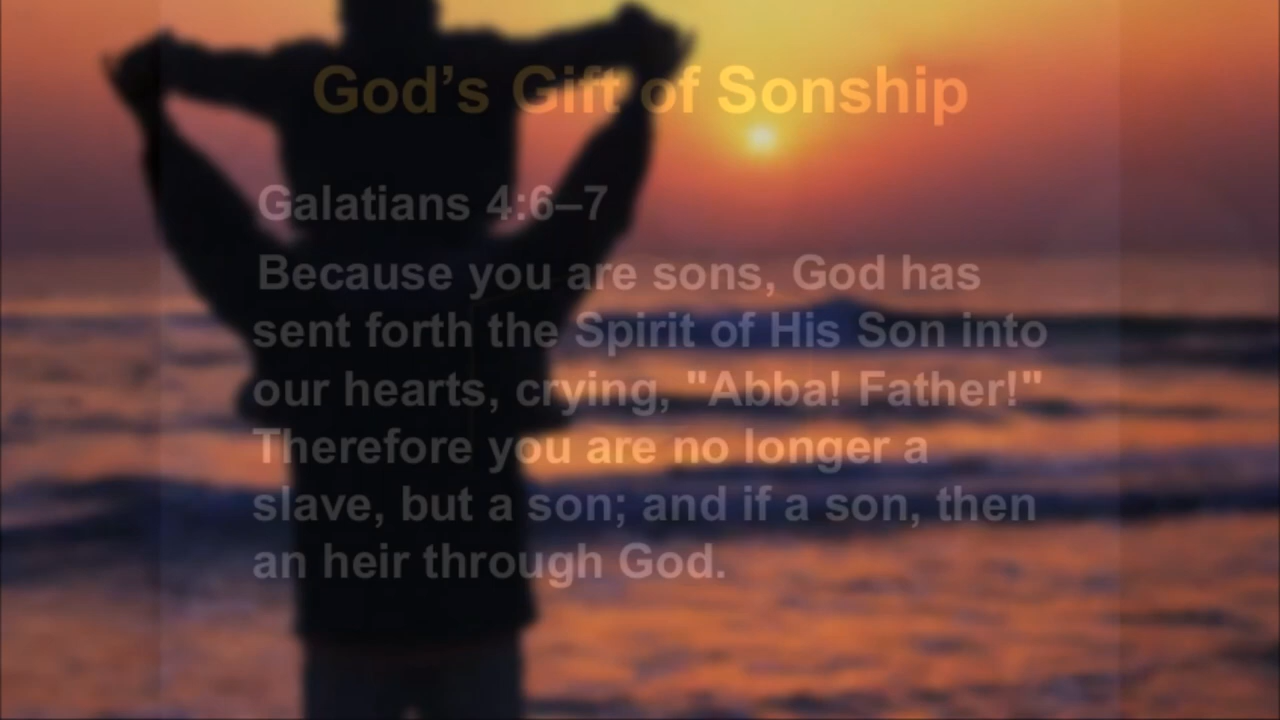 God’s Gift of Sonship
Galatians 4:6–7
Because you are sons, God has
sent forth the Spirit of His Son into
our hearts, crying, "Abba! Father!"
Therefore you are no longer a
slave, but a son; and if a son, then
an heir through God.